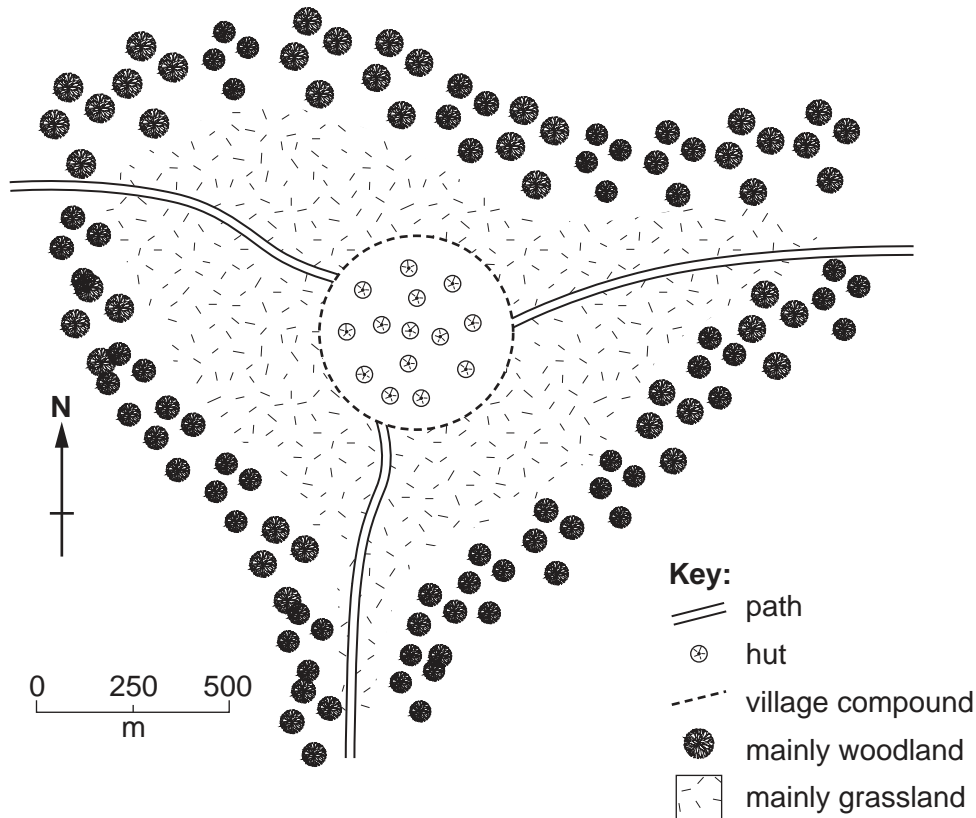 N
0 250 500
m
Key:
path
hut
village compound
mainly woodland
mainly grassland